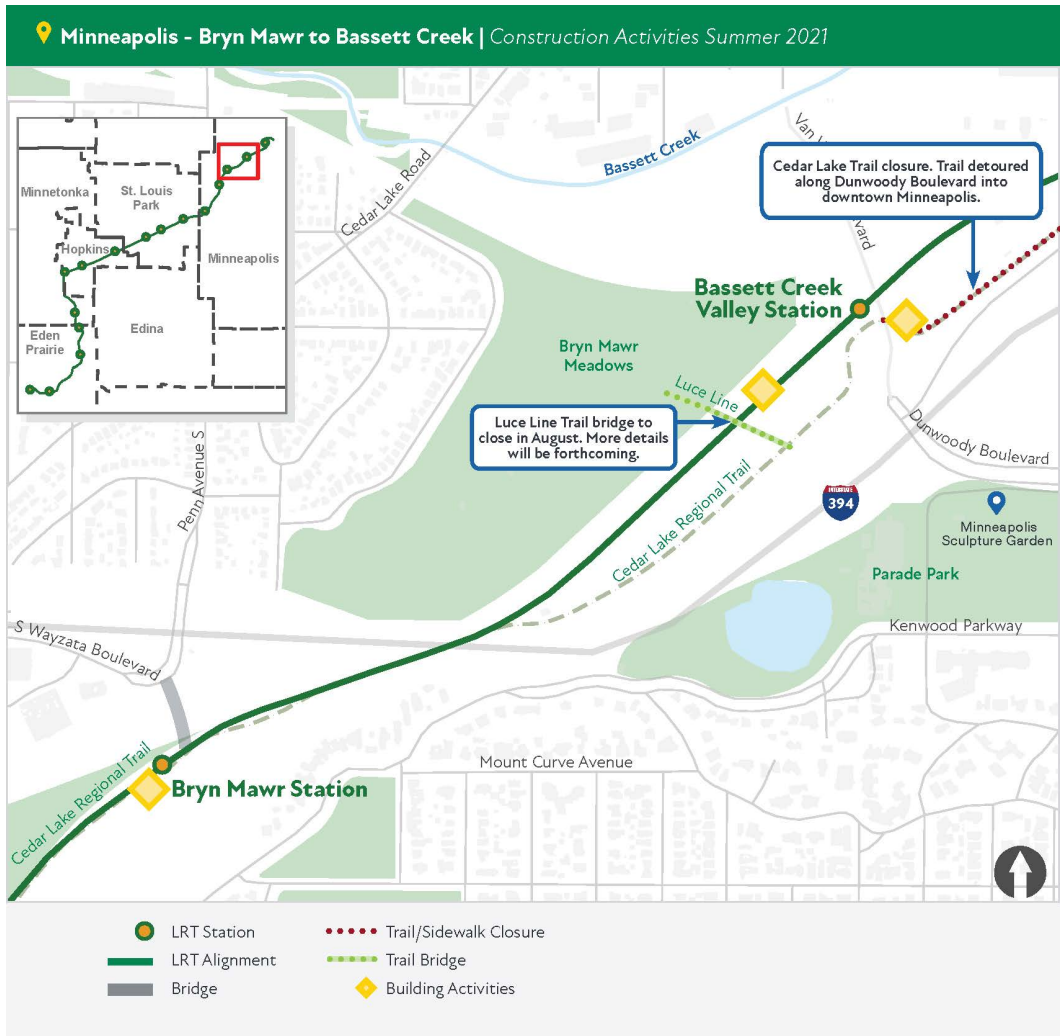 Minneapolis - Bryn Mawr to Bassett Creek | Construction Activities Summer 2021
Minnetonka
St. Louis
Park
Hopkins
Minneapolis
Edina
Eden
Prairie
Cedar Lake Road
Bassett Creek
Van
Cedar Lake Trail closure. Trail detoured
along Dunwoody Boulevard into
downtown Minneapolis.
Bassett Creek
Valley Station
Bryn Mawr
Meadows
Luce Line
Luce Line Trail bridge to
close in August. More details
will be forthcoming.
Dunwoody Boulevard
Penn Avenue S
Cedar Lake Regional Trail
INTERSTATE
394
Minneapolis
Sculpture Garden
Parade Park
Kenwood Parkway
S Wayzata Boulevard
Mount Curve Avenue
Cedar Lake Regional Trail
Bryn Mawr Station
LRT Station
LRT Alignment
Bridge
Trail/Sidewalk Closure
Trail Bridge
Building Activities